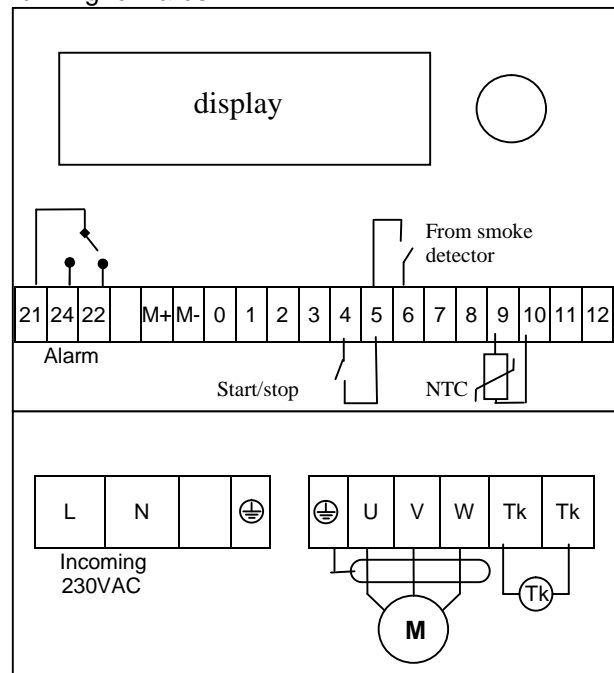 display
From smoke
detector
21 24 22 M+ M- 0 1 2 3 4 5 6 7 8 9 10 11 12
Alarm
Start/stop NTC
L N U V W Tk Tk
Incoming
230VAC
Tk
M